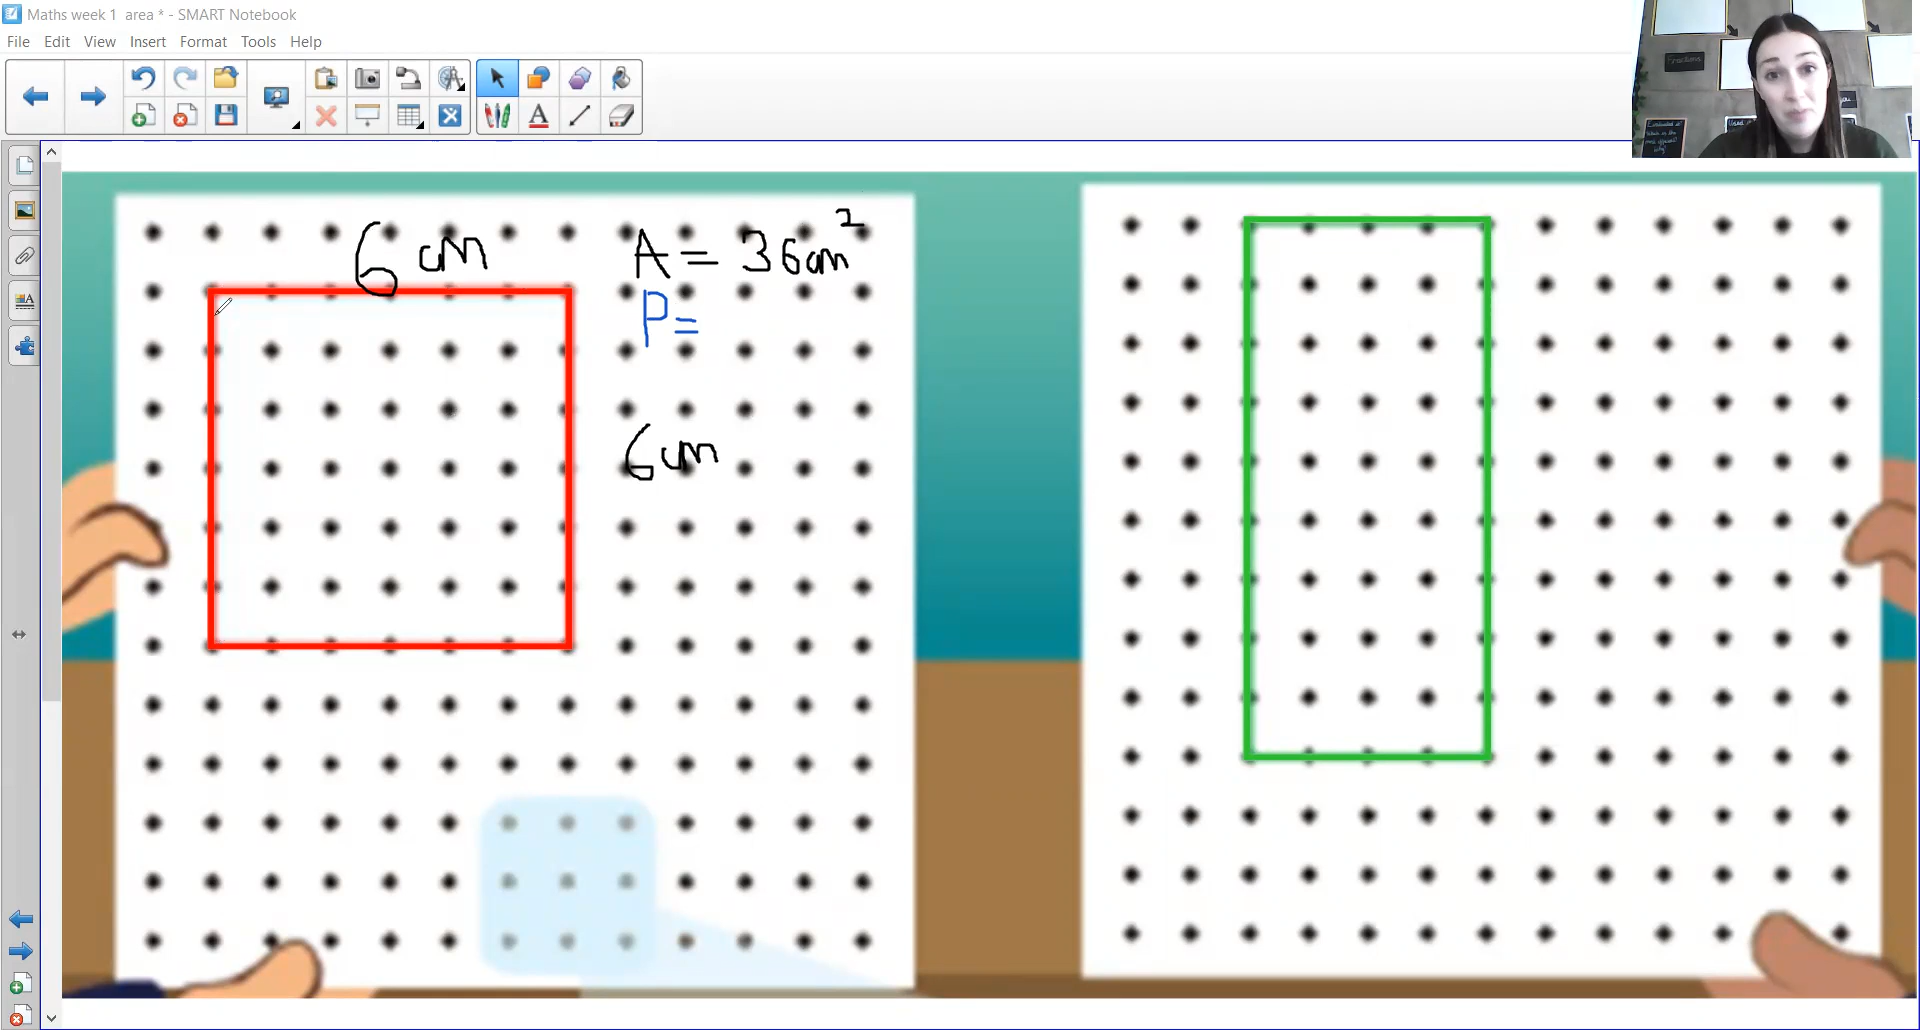 Maths week 1 area * - SMART Notebook
File Edit View Insert Format Tools Help
6 cm
A = 36cm²
P =
6cm